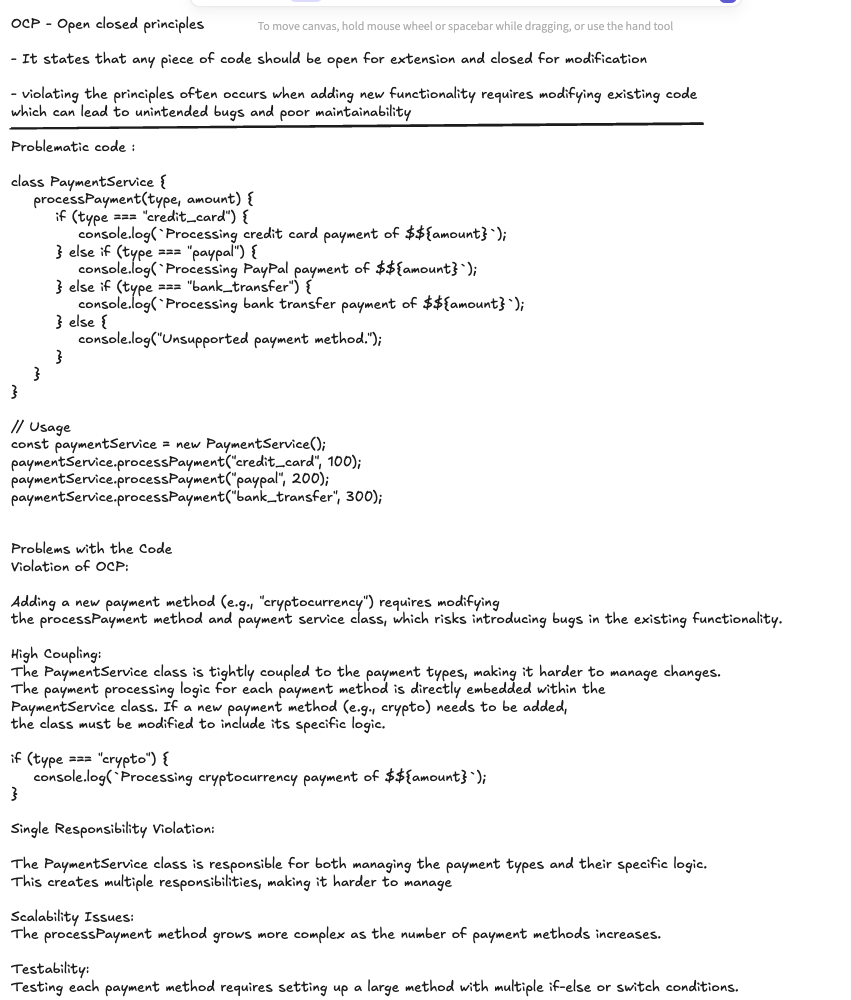 OCP - Open closed principles
To move canvas, hold mouse wheel or spacebar while dragging, or use the hand tool
- It states that any piece of code should be open for extension and closed for modification
- violating the principles often occurs when adding new functionality requires modifying existing code
which can lead to unintended bugs and poor maintainability
Problematic code :
class PaymentService {
processPayment(type, amount) {
if (type === "credit_card") {
console.log(`Processing credit card payment of $${amount}`);
} else if (type === "paypal") {
console.log(`Processing PayPal payment of $${amount}`);
} else if (type === "bank_transfer") {
console.log(`Processing bank transfer payment of $${amount}`);
} else {
console.log("Unsupported payment method.");
}
}
}
// Usage
const paymentService = new PaymentService();
paymentService.processPayment("credit_card", 100);
paymentService.processPayment("paypal", 200);
paymentService.processPayment("bank_transfer", 300);
Problems with the Code
Violation of OCP:
Adding a new payment method (e.g., "cryptocurrency") requires modifying
the processPayment method and payment service class, which risks introducing bugs in the existing functionality.
High Coupling:
The PaymentService class is tightly coupled to the payment types, making it harder to manage changes.
The payment processing logic for each payment method is directly embedded within the
PaymentService class. If a new payment method (e.g., crypto) needs to be added,
the class must be modified to include its specific logic.
if (type === "crypto") {
console.log(`Processing cryptocurrency payment of $${amount}`);
}
Single Responsibility Violation:
The PaymentService class is responsible for both managing the payment types and their specific logic.
This creates multiple responsibilities, making it harder to manage
Scalability Issues:
The processPayment method grows more complex as the number of payment methods increases.
Testability:
Testing each payment method requires setting up a large method with multiple if-else or switch conditions.